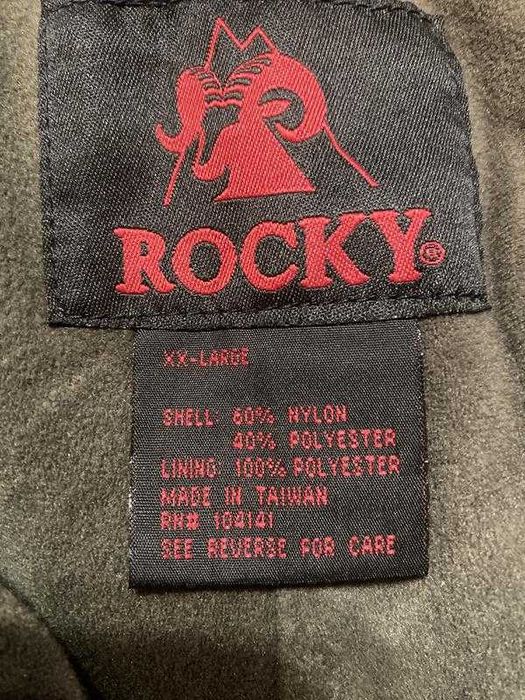 ROCKY®
XX-LARGE
SHELL: 60% NYLON
40% POLYESTER
LINING: 100% POLYESTER
MADE IN TAIWAN
RN# 104141
SEE REVERSE FOR CARE